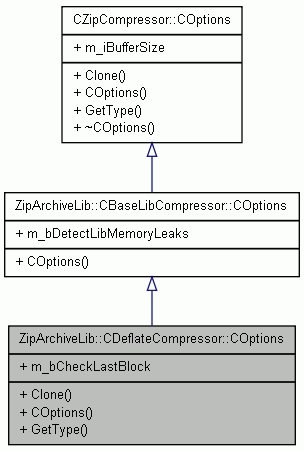 CZipCompressor::COptions
+ m_iBufferSize
+ Clone()
+ COptions()
+ GetType()
+ ~COptions()
ZipArchiveLib::CBaseLibCompressor::COptions
+ m_bDetectLibMemoryLeaks
+ COptions()
ZipArchiveLib::CDeflateCompressor::COptions
+ m_bCheckLastBlock
+ Clone()
+ COptions()
+ GetType()